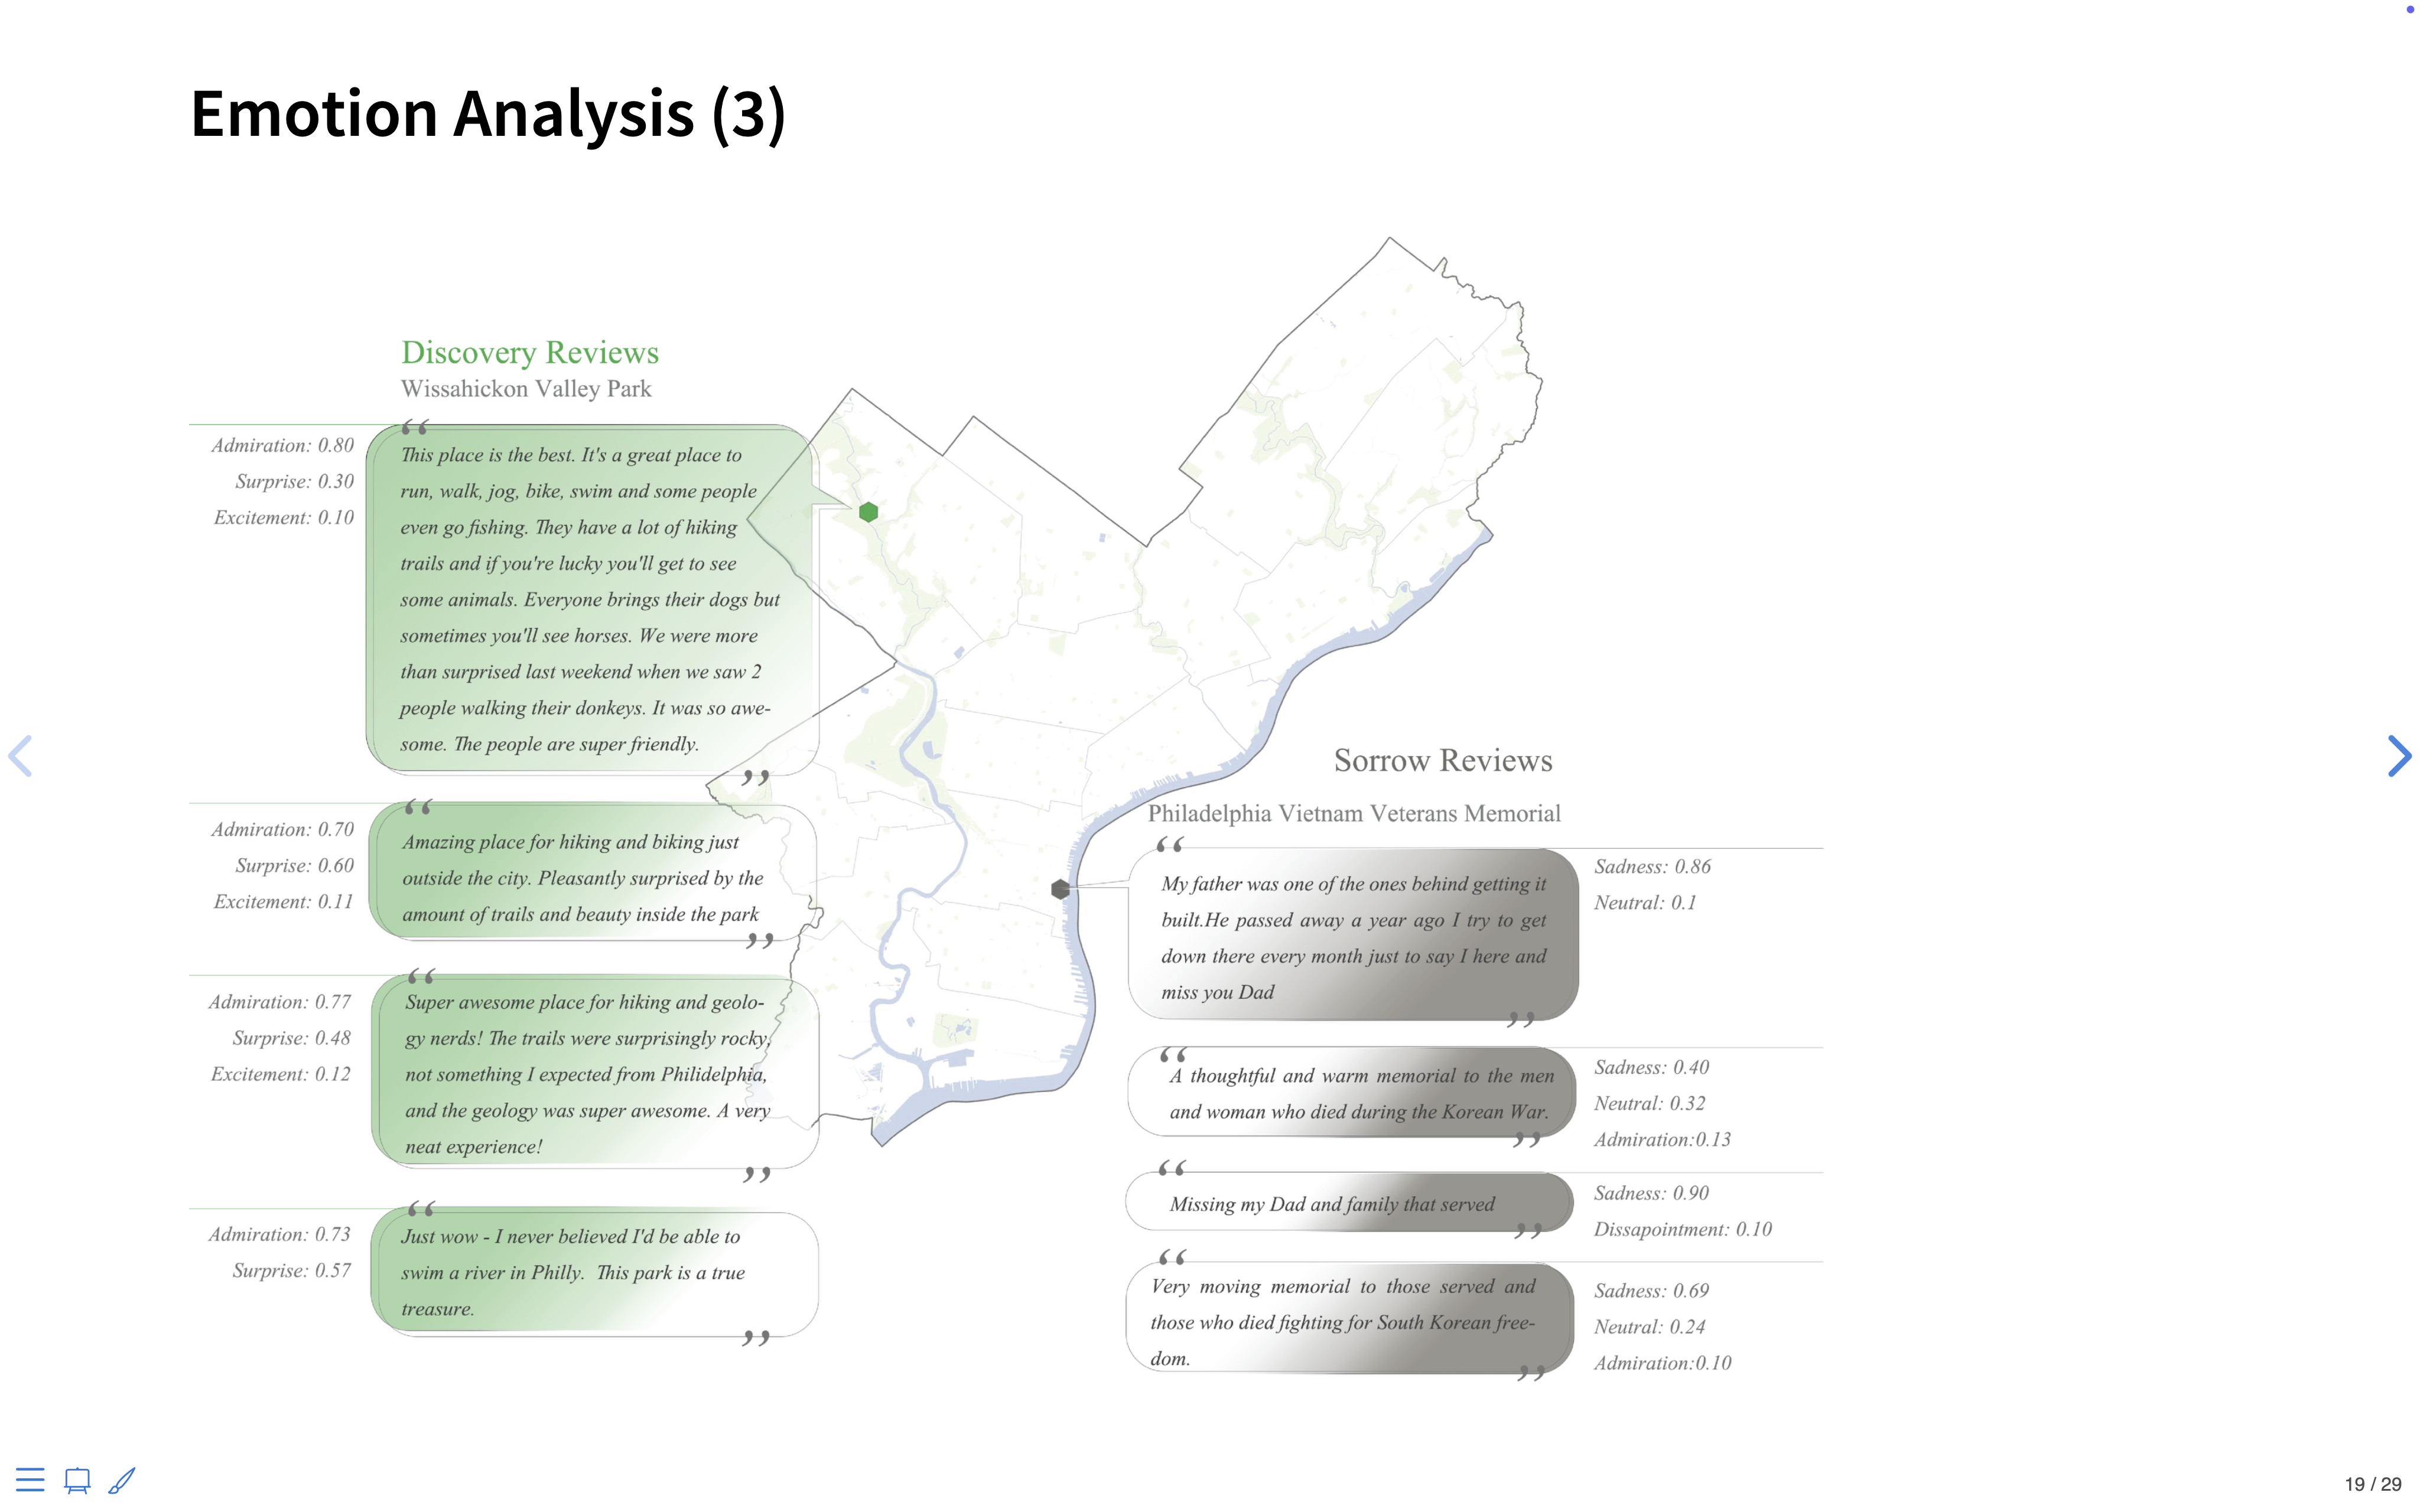 Emotion Analysis (3)
Discovery Reviews
Wissahickon Valley Park
Admiration: 0.80
Surprise: 0.30
Excitement: 0.10
“
This place is the best. It's a great place to
run, walk, jog, bike, swim and some people
even go fishing. They have a lot of hiking
trails and if you're lucky you'll get to see
some animals. Everyone brings their dogs but
sometimes you'll see horses. We were more
than surprised last weekend when we saw 2
people walking their donkeys. It was so awe-
some. The people are super friendly.
”
Admiration: 0.70
Surprise: 0.60
Excitement: 0.11
“
Amazing place for hiking and biking just
outside the city. Pleasantly surprised by the
amount of trails and beauty inside the park
”
Admiration: 0.77
Surprise: 0.48
Excitement: 0.12
“
Super awesome place for hiking and geolo-
gy nerds! The trails were surprisingly rocky,
not something I expected from Philidelphia,
and the geology was super awesome. A very
neat experience!
”
Admiration: 0.73
Surprise: 0.57
“
Just wow - I never believed I'd be able to
swim a river in Philly. This park is a true
treasure.
”
Sorrow Reviews
Philadelphia Vietnam Veterans Memorial
“
My father was one of the ones behind getting it
built.He passed away a year ago I try to get
down there every month just to say I here and
miss you Dad
”
Sadness: 0.86
Neutral: 0.1
“
A thoughtful and warm memorial to the men
and woman who died during the Korean War.
”
Sadness: 0.40
Neutral: 0.32
Admiration:0.13
“
Missing my Dad and family that served
”
Sadness: 0.90
Dissapointment: 0.10
“
Very moving memorial to those served and
those who died fighting for South Korean free-
dom.
”
Sadness: 0.69
Neutral: 0.24
Admiration:0.10
19 / 29